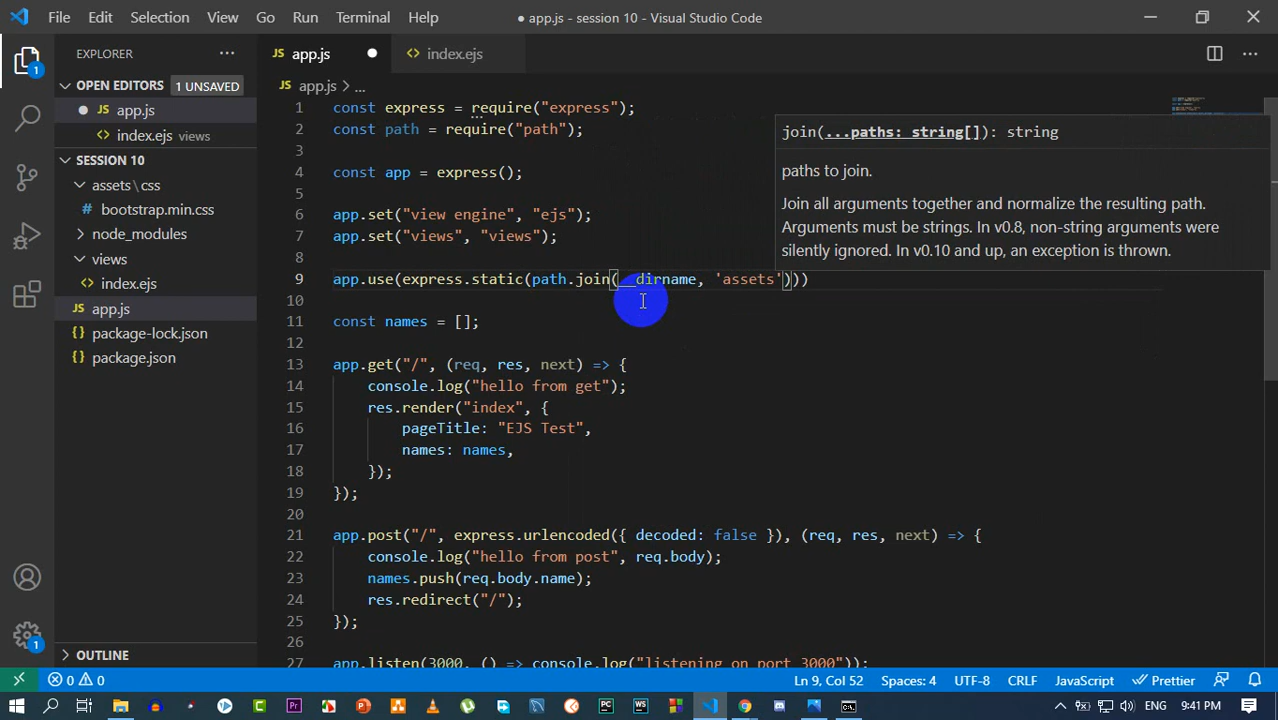 File Edit Selection View Go Run Terminal Help
● app.js - session 10 - Visual Studio Code
EXPLORER
OPEN EDITORS 1 UNSAVED
app.js
index.ejs views
SESSION 10
assets\css
bootstrap.min.css
node_modules
views
index.ejs
app.js
package-lock.json
package.json
OUTLINE
app.js
index.ejs
app.js > ...
1 const express = require("express");
2 const path = require("path");
3
4 const app = express();
5
6 app.set("view engine", "ejs");
7 app.set("views", "views");
8
9 app.use(express.static(path.join(__dirname, 'assets')))
10
11 const names = [];
12
13 app.get("/", (req, res, next) => {
14 console.log("hello from get");
15 res.render("index", {
16 pageTitle: "EJS Test",
17 names: names,
18 });
19 });
20
21 app.post("/", express.urlencoded({ decoded: false }), (req, res, next) => {
22 console.log("hello from post", req.body);
23 names.push(req.body.name);
24 res.redirect("/");
25 });
26
27 app.listen(3000, () => console.log("listening on port 3000"));
join(...paths: string[]): string
paths to join.
Join all arguments together and normalize the resulting path.
Arguments must be strings. In v0.8, non-string arguments were
silently ignored. In v0.10 and up, an exception is thrown.
1
1
0 0
Ln 9, Col 52
Spaces: 4
UTF-8
CRLF
JavaScript
Prettier
ENG
9:41 PM